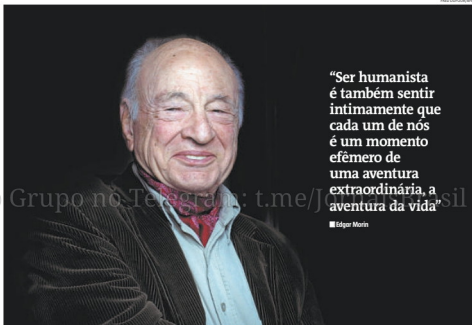 “Ser humanista
é também sentir
intimamente que
cada um de nós
é um momento
efêmero de
uma aventura
extraordinária, a
aventura da vida”
Edgar Morin
Grupo no Telegram: t.me/JornaisBrasil